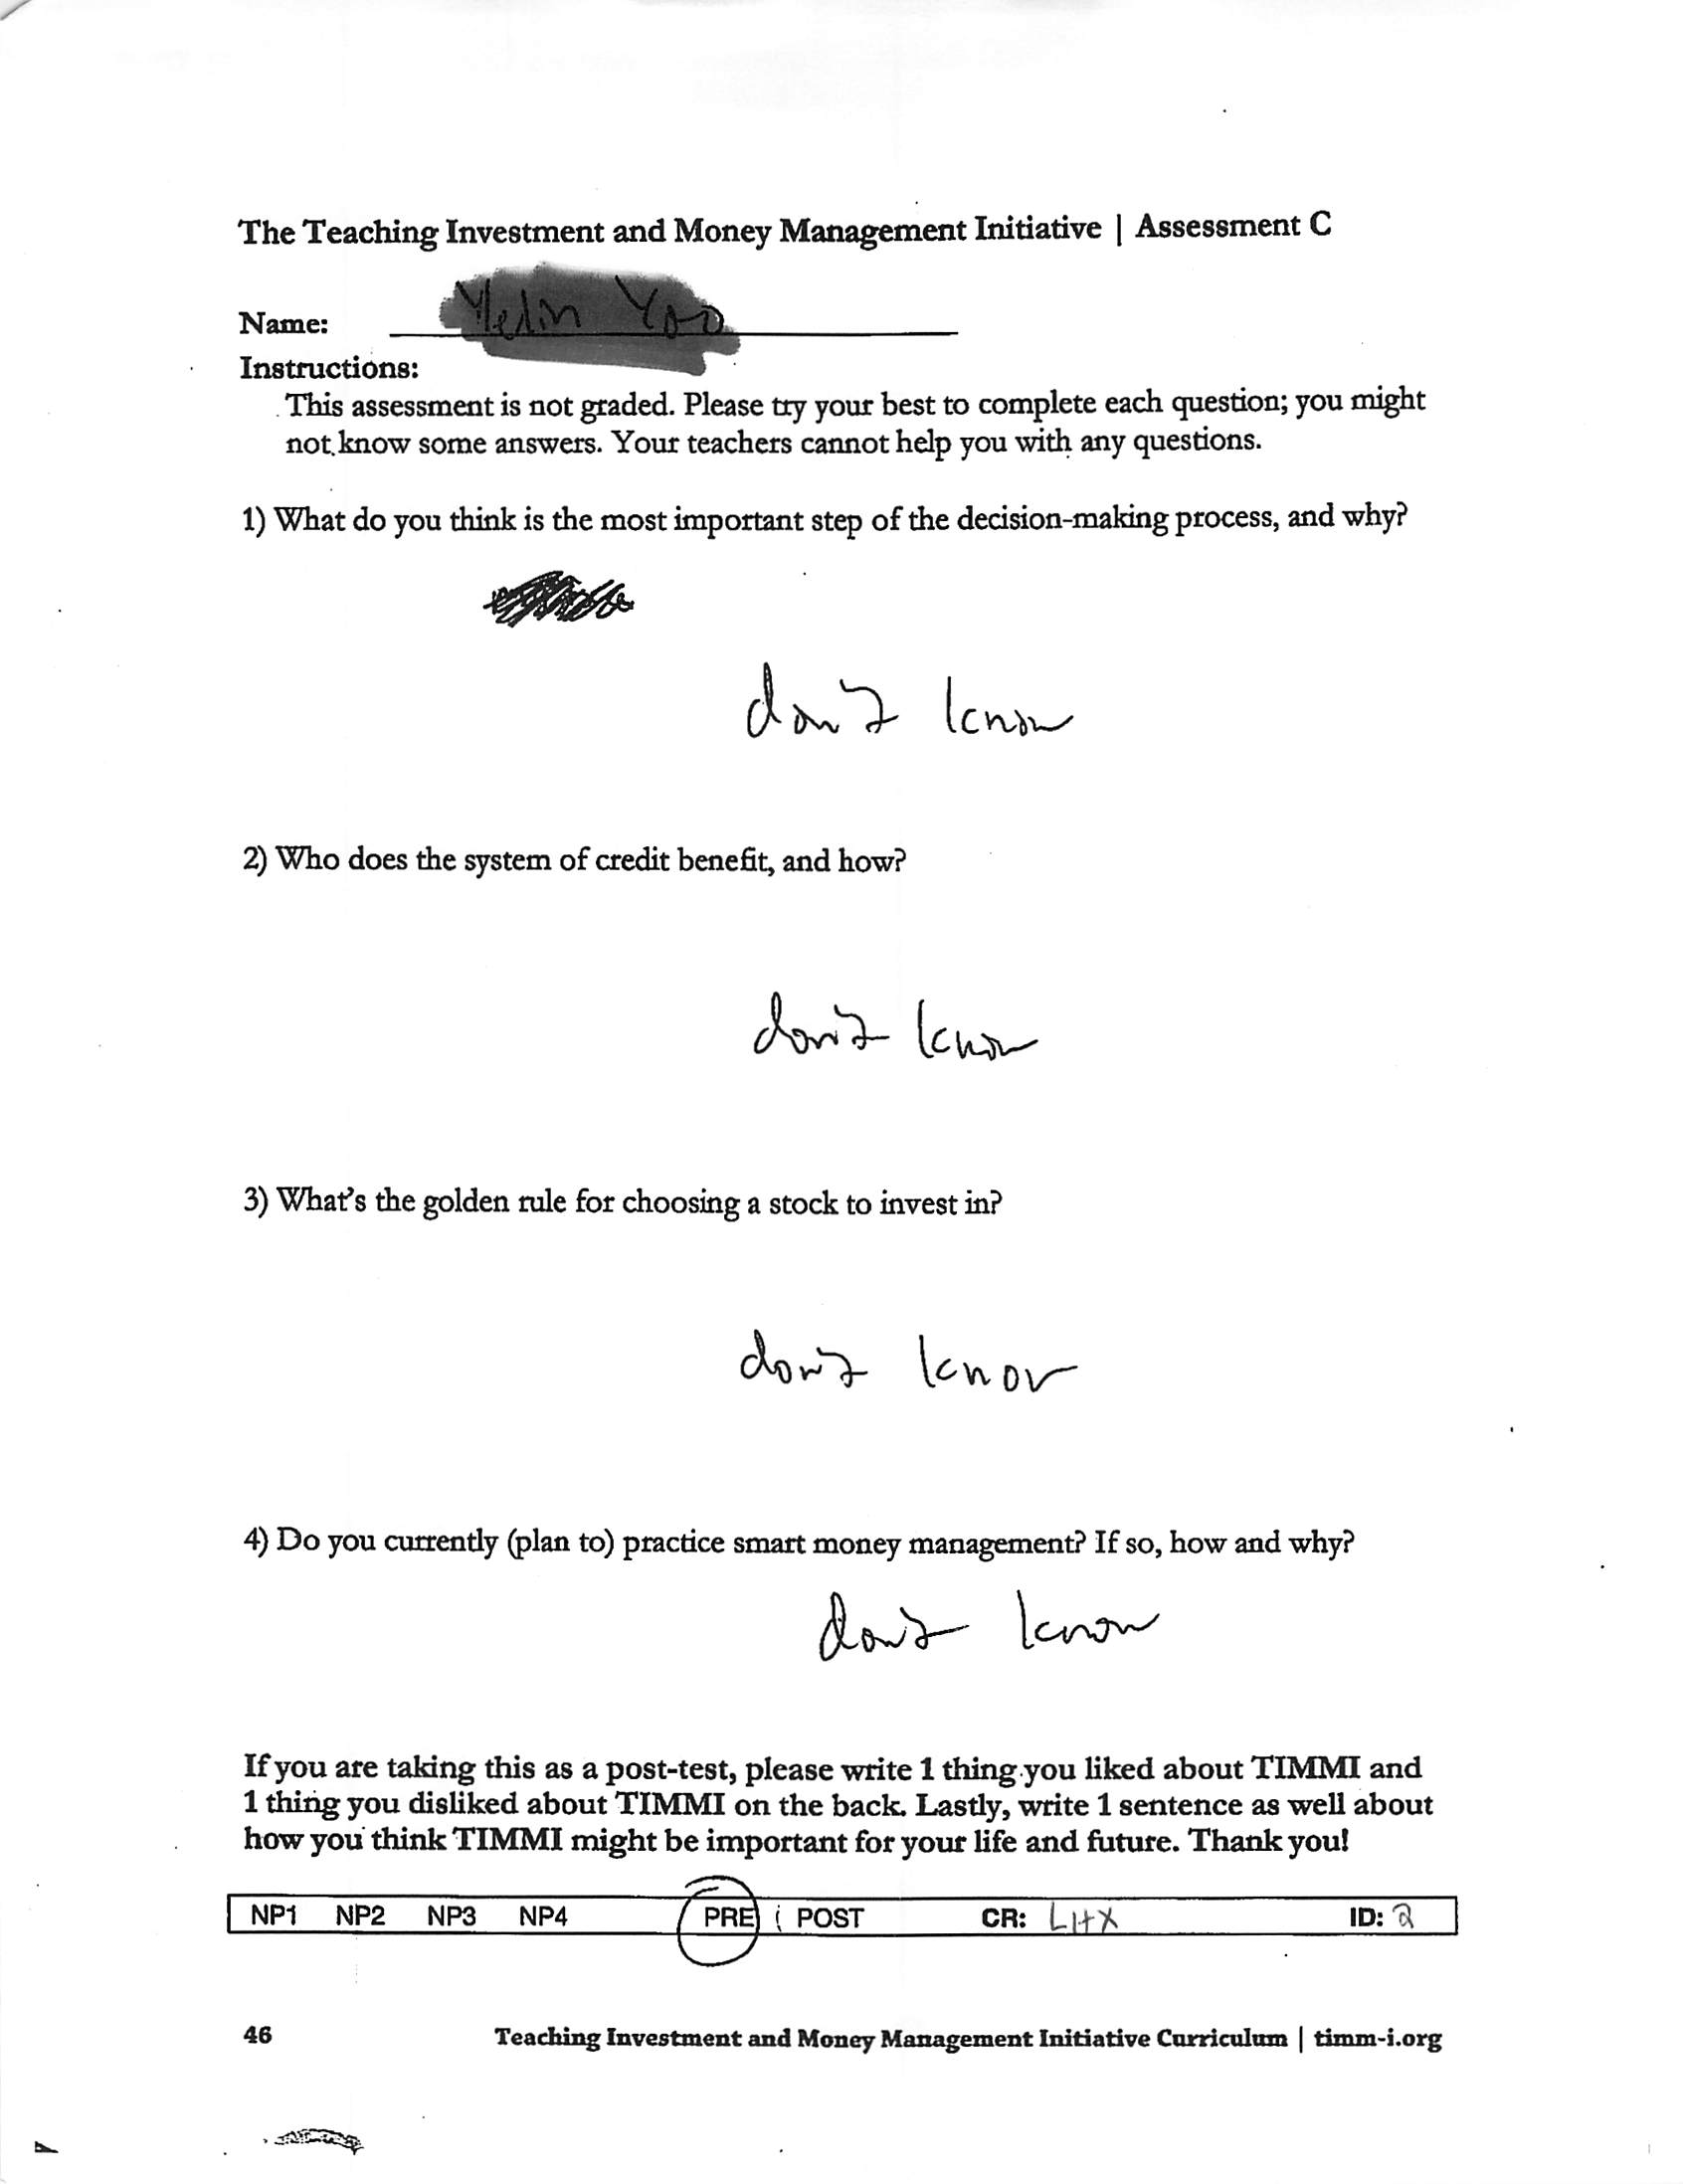 The Teaching Investment and Money Management Initiative | Assessment C
Name:
Instructions:
This assessment is not graded. Please try your best to complete each question; you might
not know some answers. Your teachers cannot help you with any questions.
1) What do you think is the most important step of the decision-making process, and why?
don't know
2) Who does the system of credit benefit, and how?
don't know
3) What's the golden rule for choosing a stock to invest in?
don't know
4) Do you currently (plan to) practice smart money management? If so, how and why?
don't know
If you are taking this as a post-test, please write 1 thing you liked about TIMMI and
1 thing you disliked about TIMMI on the back. Lastly, write 1 sentence as well about
how you think TIMMI might be important for your life and future. Thank you!
NP1 NP2 NP3 NP4 PRE POST CR: ID: 2
46 Teaching Investment and Money Management Initiative Curriculum | timm-i.org